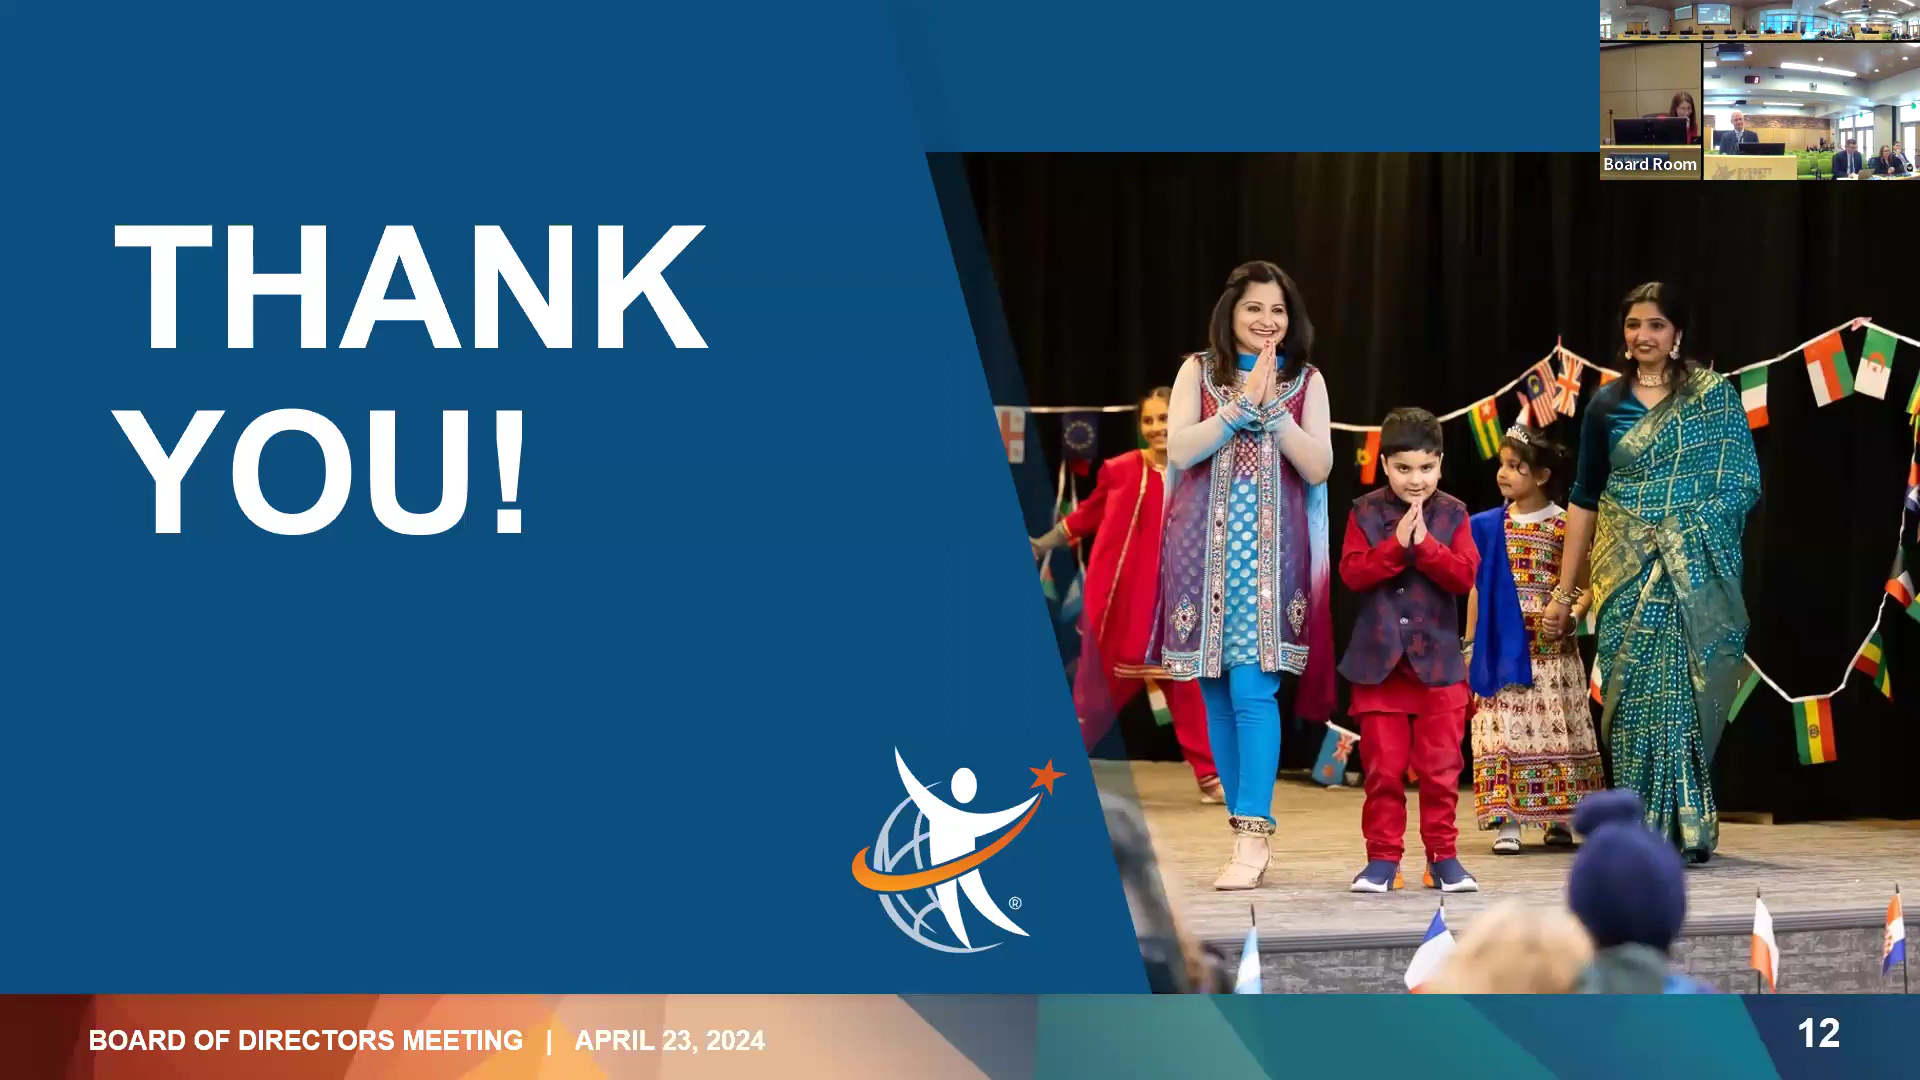 THANK
YOU!
Board Room
®
BOARD OF DIRECTORS MEETING | APRIL 23, 2024
12